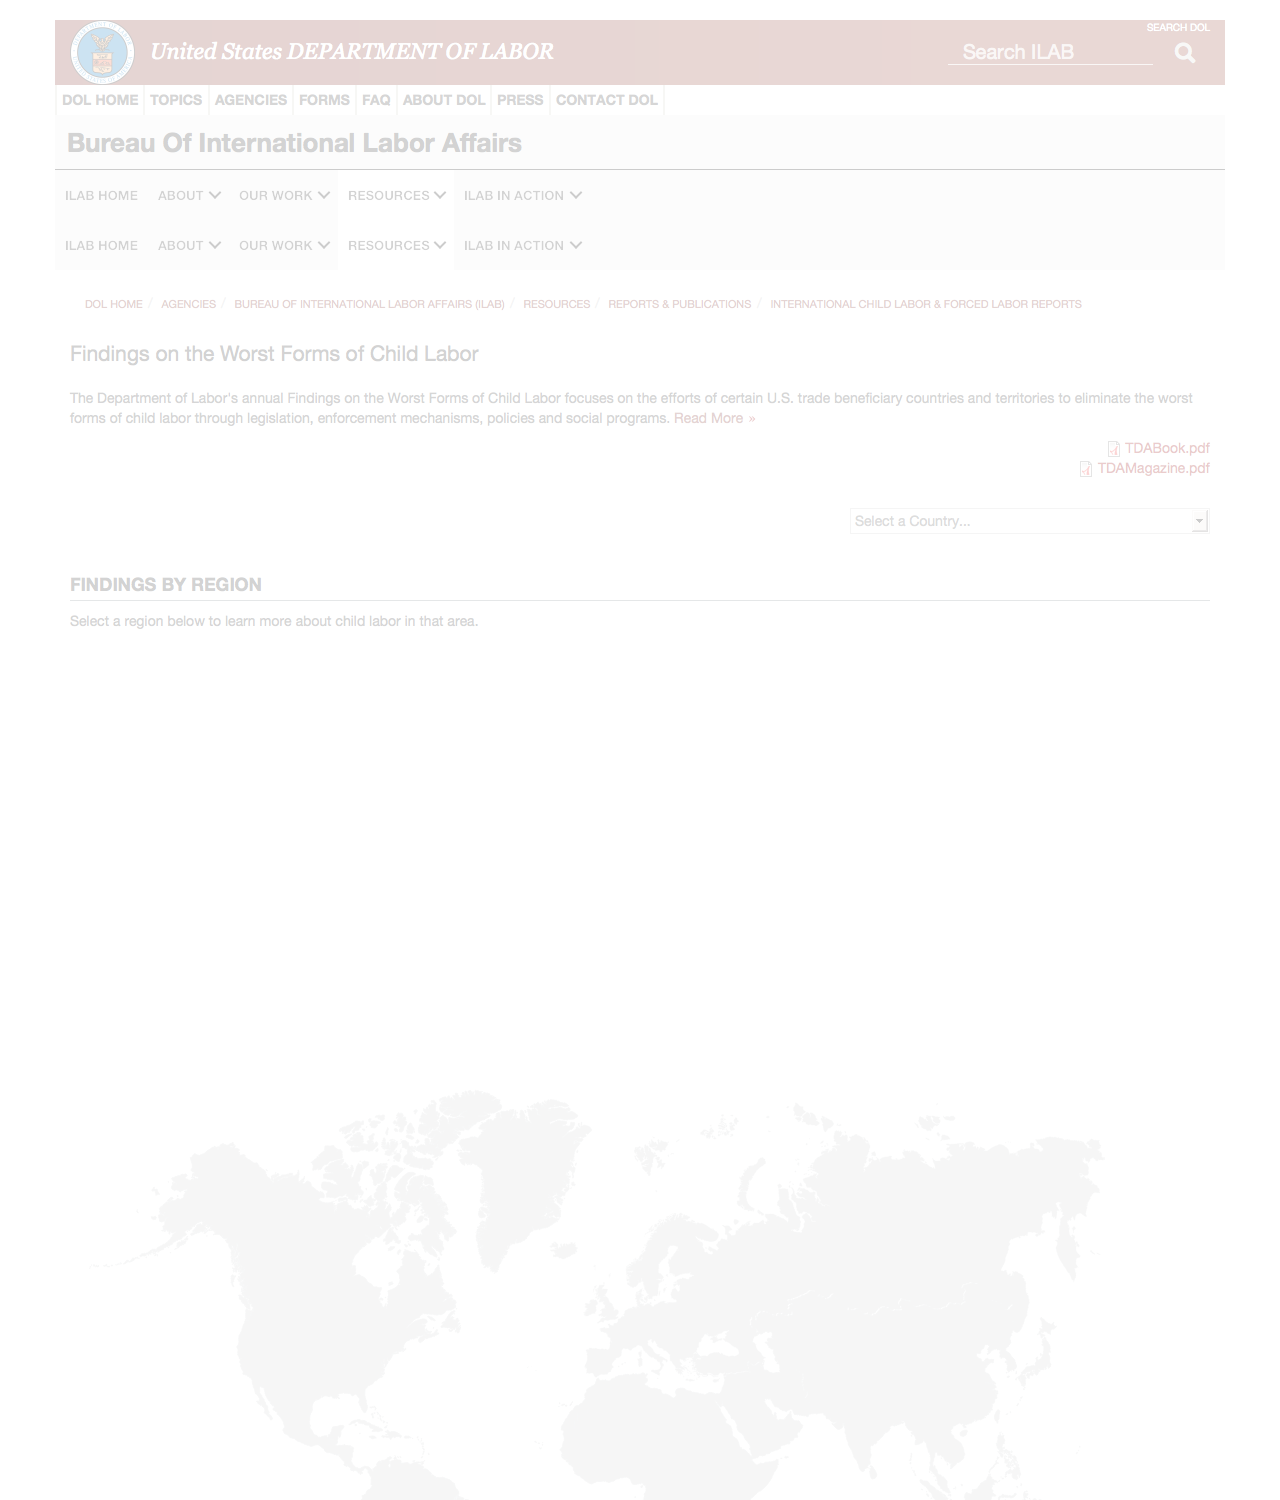 SEARCH DOL
United States DEPARTMENT OF LABOR
Search ILAB
DOL HOME TOPICS AGENCIES FORMS FAQ ABOUT DOL PRESS CONTACT DOL
Bureau Of International Labor Affairs
ILAB HOME ABOUT OUR WORK RESOURCES ILAB IN ACTION
ILAB HOME ABOUT OUR WORK RESOURCES ILAB IN ACTION
DOL HOME / AGENCIES / BUREAU OF INTERNATIONAL LABOR AFFAIRS (ILAB) / RESOURCES / REPORTS & PUBLICATIONS / INTERNATIONAL CHILD LABOR & FORCED LABOR REPORTS
Findings on the Worst Forms of Child Labor
The Department of Labor's annual Findings on the Worst Forms of Child Labor focuses on the efforts of certain U.S. trade beneficiary countries and territories to eliminate the worst
forms of child labor through legislation, enforcement mechanisms, policies and social programs. Read More »
TDABook.pdf
TDAMagazine.pdf
Select a Country...
FINDINGS BY REGION
Select a region below to learn more about child labor in that area.